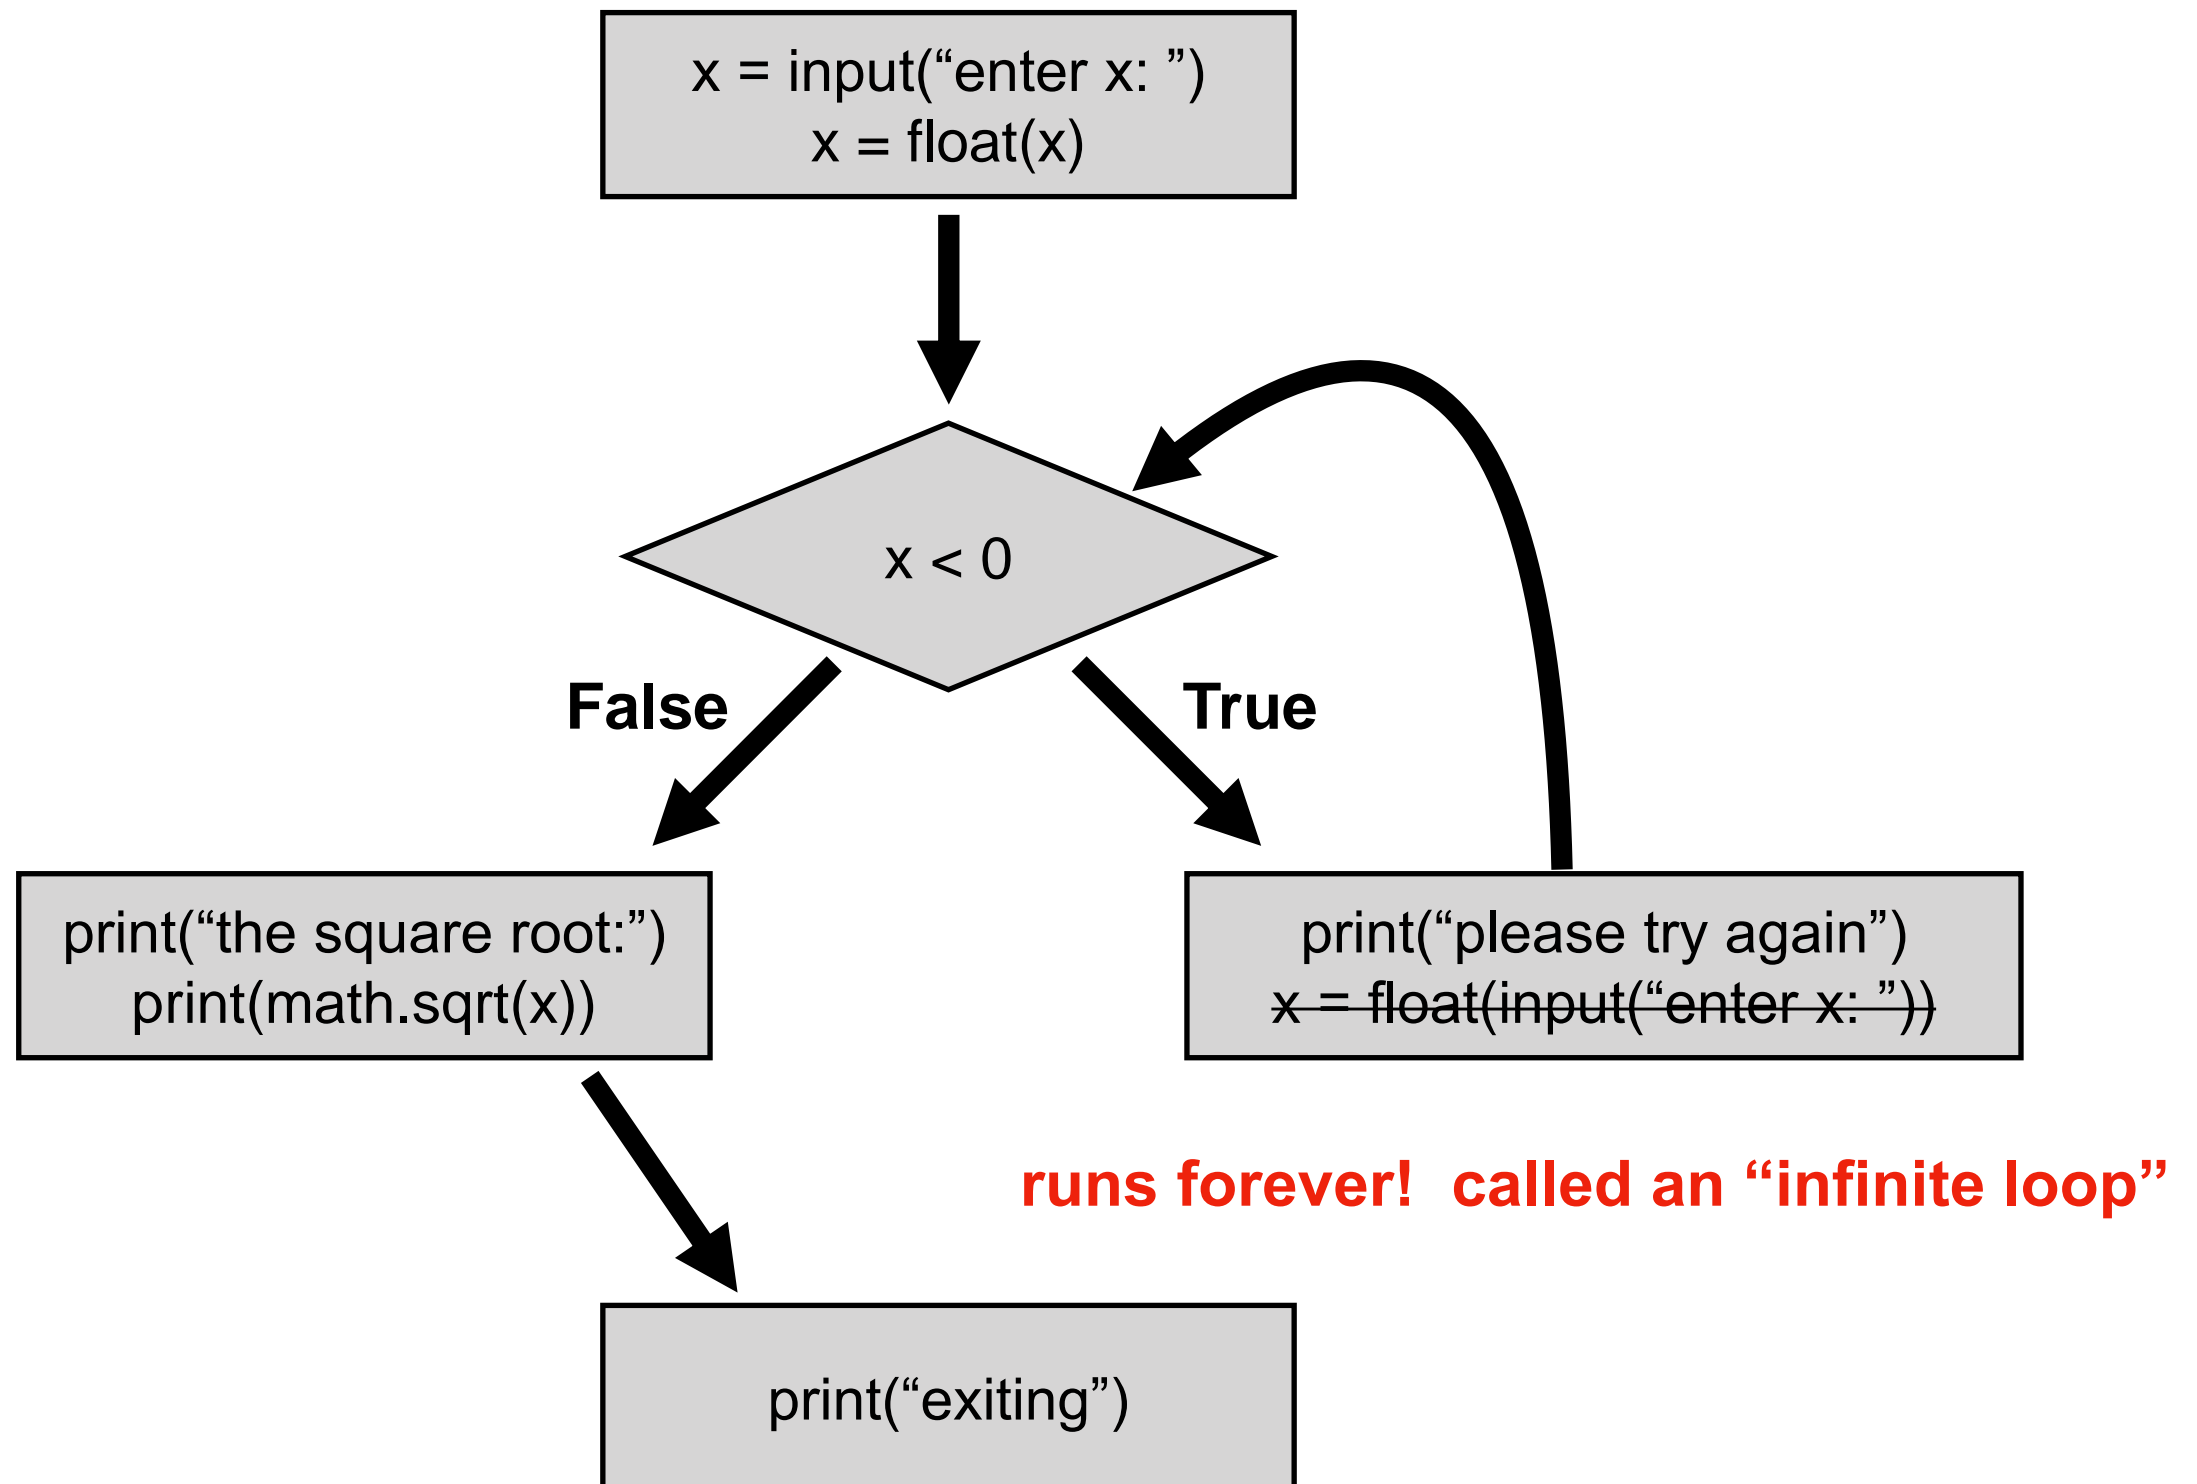 x = input(“enter x: ”)
x = float(x)
x < 0
False
True
print(“the square root:”)
print(math.sqrt(x))
print(“please try again”)
x = float(input(“enter x: ”))
runs forever!  called an “infinite loop”
print(“exiting”)